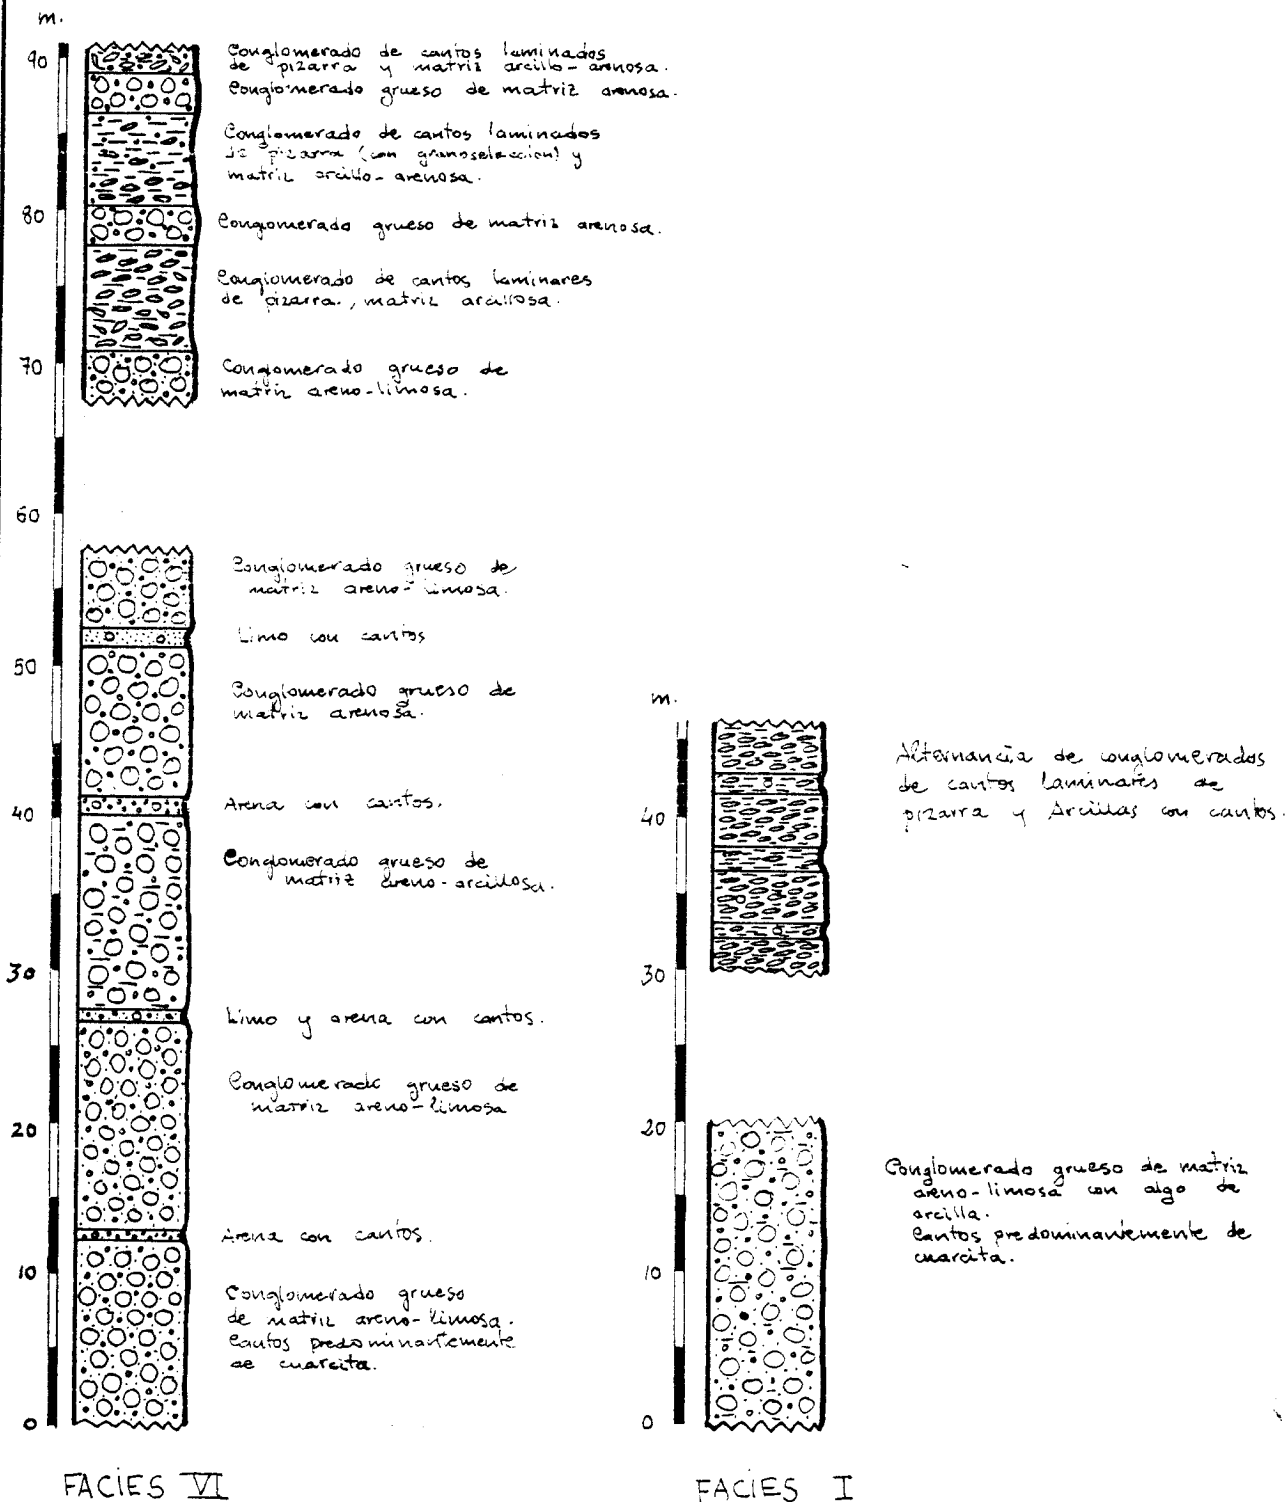 m.
90
Conglomerado de cantos laminados
de pizarra y matriz arcillo-arenosa.
Conglomerado grueso de matriz arenosa.
Conglomerado de cantos laminados
de pizarra (con granoseleccion) y
matriz arcillo-arenosa.
80
Congomerado grueso de matriz arenosa.
Conglomerado de cantos laminares
de pizarra, matriz arcillosa.
70
Congomerado grueso de
matriz areno-limosa.
60
Conglomerado grueso de
matriz areno-limosa.
Limo con cantos
50
Conglomerado grueso de
matriz arenosa.
Arena con cantos.
40
Conglomerado grueso de
matriz areno-arcillosa.
30
Limo y arena con cantos.
Conglomerado grueso de
matriz areno-limosa
20
Arena con cantos.
10
Conglomerado grueso
de matriz areno-limosa.
Cantos predominantemente
de cuarcita.
0
FACIES VI
m.
Alternancia de conglomerados
de cantos laminares de
pizarra y Arcillas con cantos.
40
30
20
Conglomerado grueso de matriz
areno-limosa con algo de
arcilla.
Cantos predominantemente de
cuarcita.
10
0
FACIES I